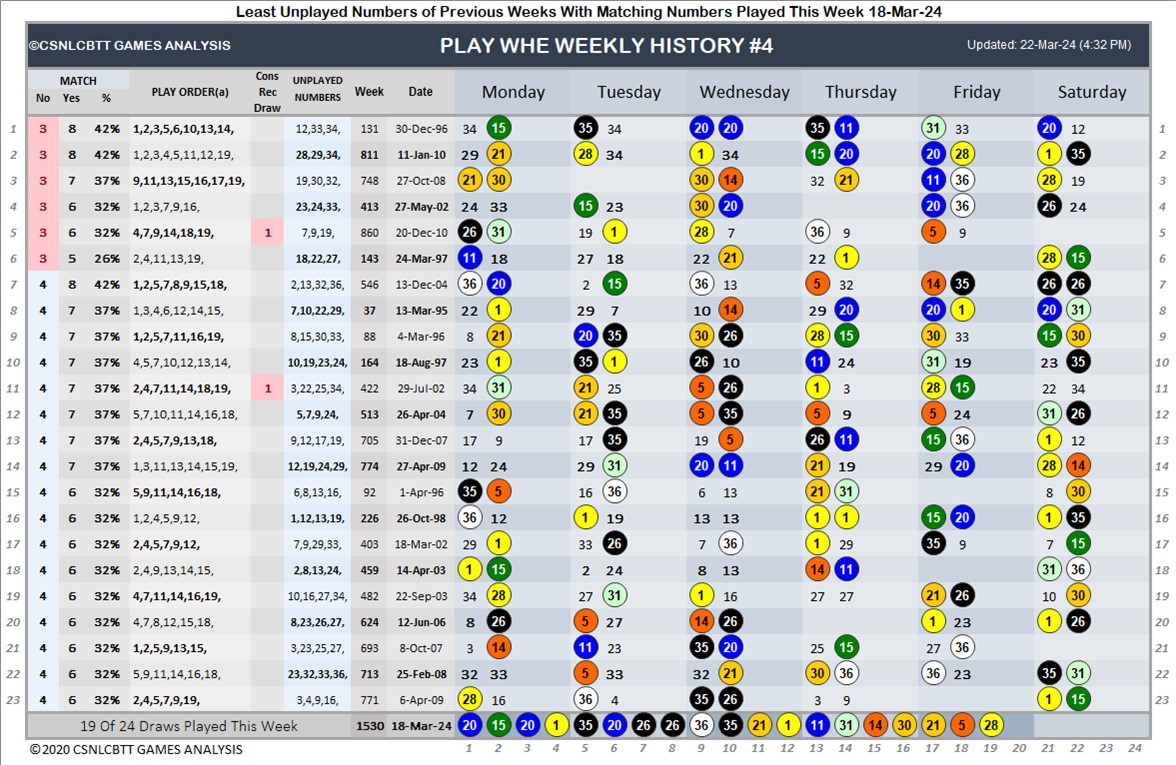 Least Unplayed Numbers of Previous Weeks With Matching Numbers Played This Week 18-Mar-24
©CSNLCBTT GAMES ANALYSIS PLAY WHE WEEKLY HISTORY #4 Updated: 22-Mar-24 (4:32 PM)
MATCH No Yes % PLAY ORDER(a) Cons Rec Draw UNPLAYED NUMBERS Week Date Monday Tuesday Wednesday Thursday Friday Saturday
1 3 8 42% 1,2,3,5,6,10,13,14, 12,33,34, 131 30-Dec-96 34 15 35 34 20 20 35 11 31 33 20 12 1
2 3 8 42% 1,2,3,4,5,11,12,19, 28,29,34, 811 11-Jan-10 29 21 28 34 1 34 15 20 20 28 1 35 2
3 3 7 37% 9,11,13,15,16,17,19, 19,30,32, 748 27-Oct-08 21 30 30 14 32 21 11 36 28 19 3
4 3 6 32% 1,2,3,7,9,16, 23,24,33, 413 27-May-02 24 33 15 23 30 20 20 36 26 24 4
5 3 6 32% 4,7,9,14,18,19, 1 7,9,19, 860 20-Dec-10 26 31 19 1 28 7 36 9 5 9 5
6 3 5 26% 2,4,11,13,19, 18,22,27, 143 24-Mar-97 11 18 27 18 22 21 22 1 28 15 6
7 4 8 42% 1,2,5,7,8,9,15,18, 2,13,32,36, 546 13-Dec-04 36 20 2 15 36 13 5 32 14 35 26 26 7
8 4 7 37% 1,3,4,6,12,14,15, 7,10,22,29, 37 13-Mar-95 22 1 29 7 10 14 29 20 20 1 20 31 8
9 4 7 37% 1,2,5,7,11,16,19, 8,15,30,33, 88 4-Mar-96 8 21 20 35 30 26 28 15 30 33 15 30 9
10 4 7 37% 4,5,7,10,12,13,14, 10,19,23,24, 164 18-Aug-97 23 1 35 1 26 10 11 24 31 19 23 35 10
11 4 7 37% 2,4,7,11,14,18,19, 1 3,22,25,34, 422 29-Jul-02 34 31 21 25 5 26 1 3 28 15 22 34 11
12 4 7 37% 5,7,10,11,14,16,18, 5,7,9,24, 513 26-Apr-04 7 30 21 35 5 35 5 9 5 24 31 26 12
13 4 7 37% 2,4,5,7,9,13,18, 9,12,17,19, 705 31-Dec-07 17 9 17 35 19 5 26 11 15 36 1 12 13
14 4 7 37% 1,3,11,13,14,15,19, 12,19,24,29, 774 27-Apr-09 12 24 29 31 20 11 21 19 29 20 28 14 14
15 4 6 32% 5,9,11,14,16,18, 6,8,13,16, 92 1-Apr-96 35 5 16 36 6 13 21 31 8 30 15
16 4 6 32% 1,2,4,5,9,12, 1,12,13,19, 226 26-Oct-98 36 12 1 19 13 13 1 1 15 20 1 35 16
17 4 6 32% 2,4,5,7,9,12, 7,9,29,33, 403 18-Mar-02 29 1 33 26 7 36 1 29 35 9 7 15 17
18 4 6 32% 2,4,9,13,14,15, 2,8,13,24, 459 14-Apr-03 1 15 2 24 8 13 14 11 31 36 18
19 4 6 32% 4,7,11,14,16,19, 10,16,27,34, 482 22-Sep-03 34 28 27 31 1 16 27 27 21 26 10 30 19
20 4 6 32% 4,7,8,12,15,18, 8,23,26,27, 624 12-Jun-06 8 26 5 27 14 26 1 23 1 26 20
21 4 6 32% 1,2,5,9,13,15, 3,23,25,27, 693 8-Oct-07 3 14 11 23 35 20 25 15 27 36 21
22 4 6 32% 5,9,11,14,16,18, 23,32,33,36, 713 25-Feb-08 32 33 5 33 32 21 30 36 36 23 35 31 22
23 4 6 32% 2,4,5,7,9,19, 3,4,9,16, 771 6-Apr-09 28 16 36 4 35 26 3 9 1 15 23
19 Of 24 Draws Played This Week 1530 18-Mar-24 20 15 20 1 35 20 26 26 36 35 21 1 11 31 14 30 21 5 28
© 2020 CSNLCBTT GAMES ANALYSIS 1 2 3 4 5 6 7 8 9 10 11 12 13 14 15 16 17 18 19 20 21 22 23 24